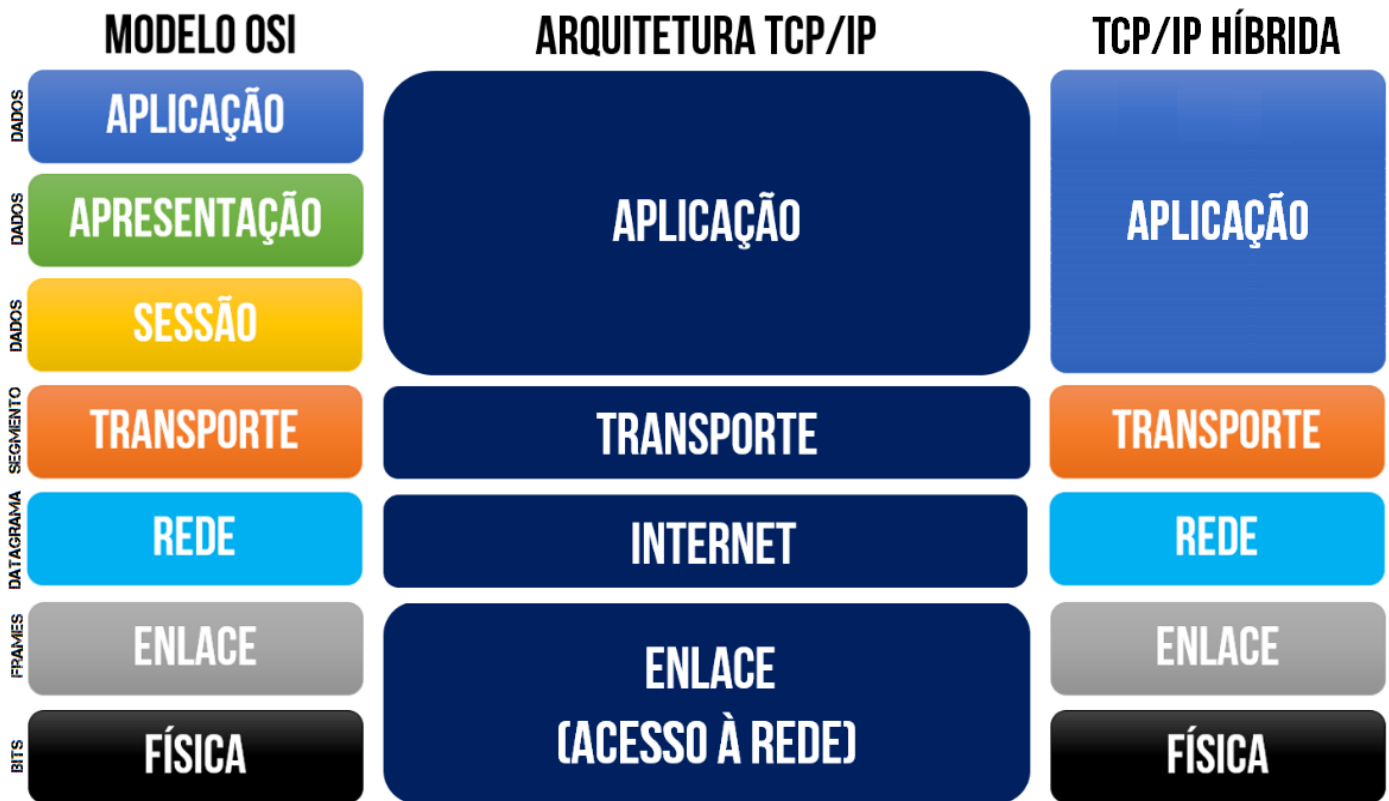 MODELO OSI
ARQUITETURA TCP/IP
TCP/IP HÍBRIDA
DADOS
APLICAÇÃO
DADOS
APRESENTAÇÃO
DADOS
SESSÃO
SEGMENTO
TRANSPORTE
DATAGRAMA
REDE
FRAMES
ENLACE
BITS
FÍSICA
APLICAÇÃO
TRANSPORTE
INTERNET
ENLACE
(ACESSO À REDE)
APLICAÇÃO
TRANSPORTE
REDE
ENLACE
FÍSICA